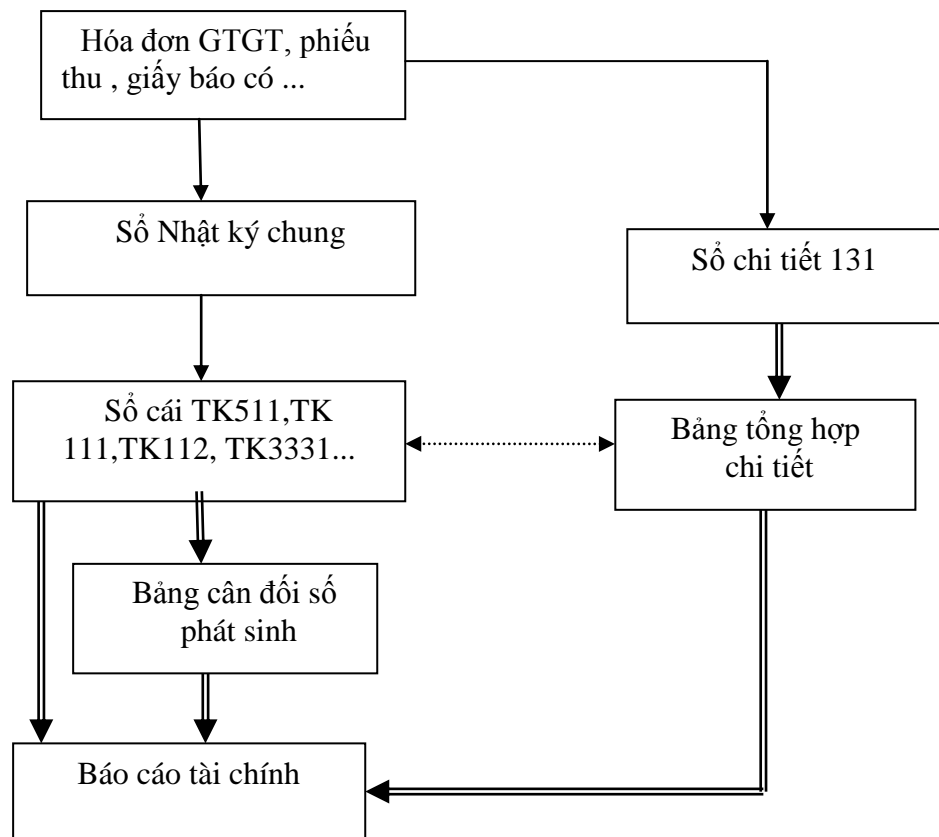 Hóa đơn GTGT, phiếu
thu , giấy báo có ...
Sổ Nhật ký chung
Sổ chi tiết 131
Sổ cái TK511,TK
111,TK112, TK3331...
Bảng tổng hợp
chi tiết
Bảng cân đối số
phát sinh
Báo cáo tài chính